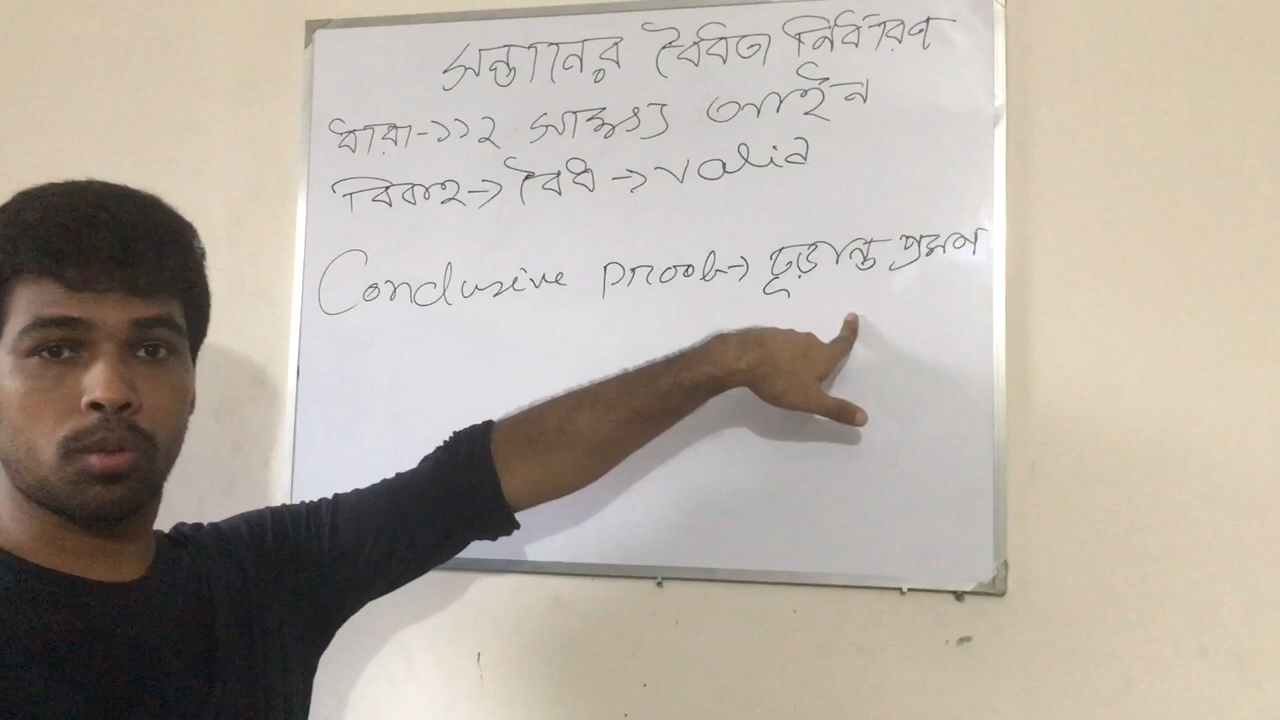 সন্তানের বৈধতা নির্ধারণ
ধারা-১১২ সাক্ষ্য আইন
বিবাহ→ বৈধ → valid
Conclusive proof→ চূড়ান্ত প্রমাণ